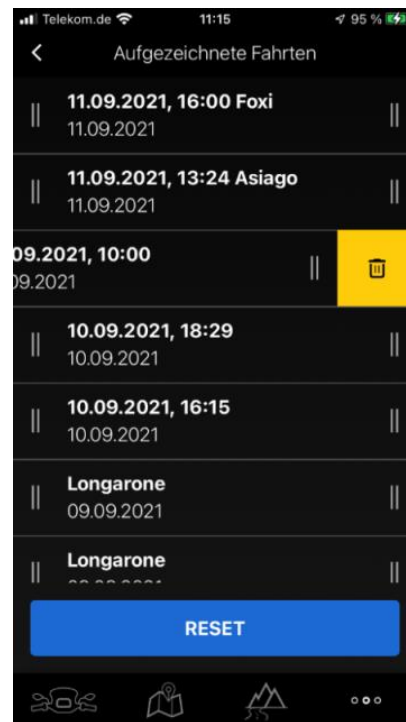 Telekom.de 11:15 95 %
Aufgezeichnete Fahrten
11.09.2021, 16:00 Foxi
11.09.2021
11.09.2021, 13:24 Asiago
11.09.2021
09.2021, 10:00
09.2021
10.09.2021, 18:29
10.09.2021
10.09.2021, 16:15
10.09.2021
Longarone
09.09.2021
Longarone
RESET